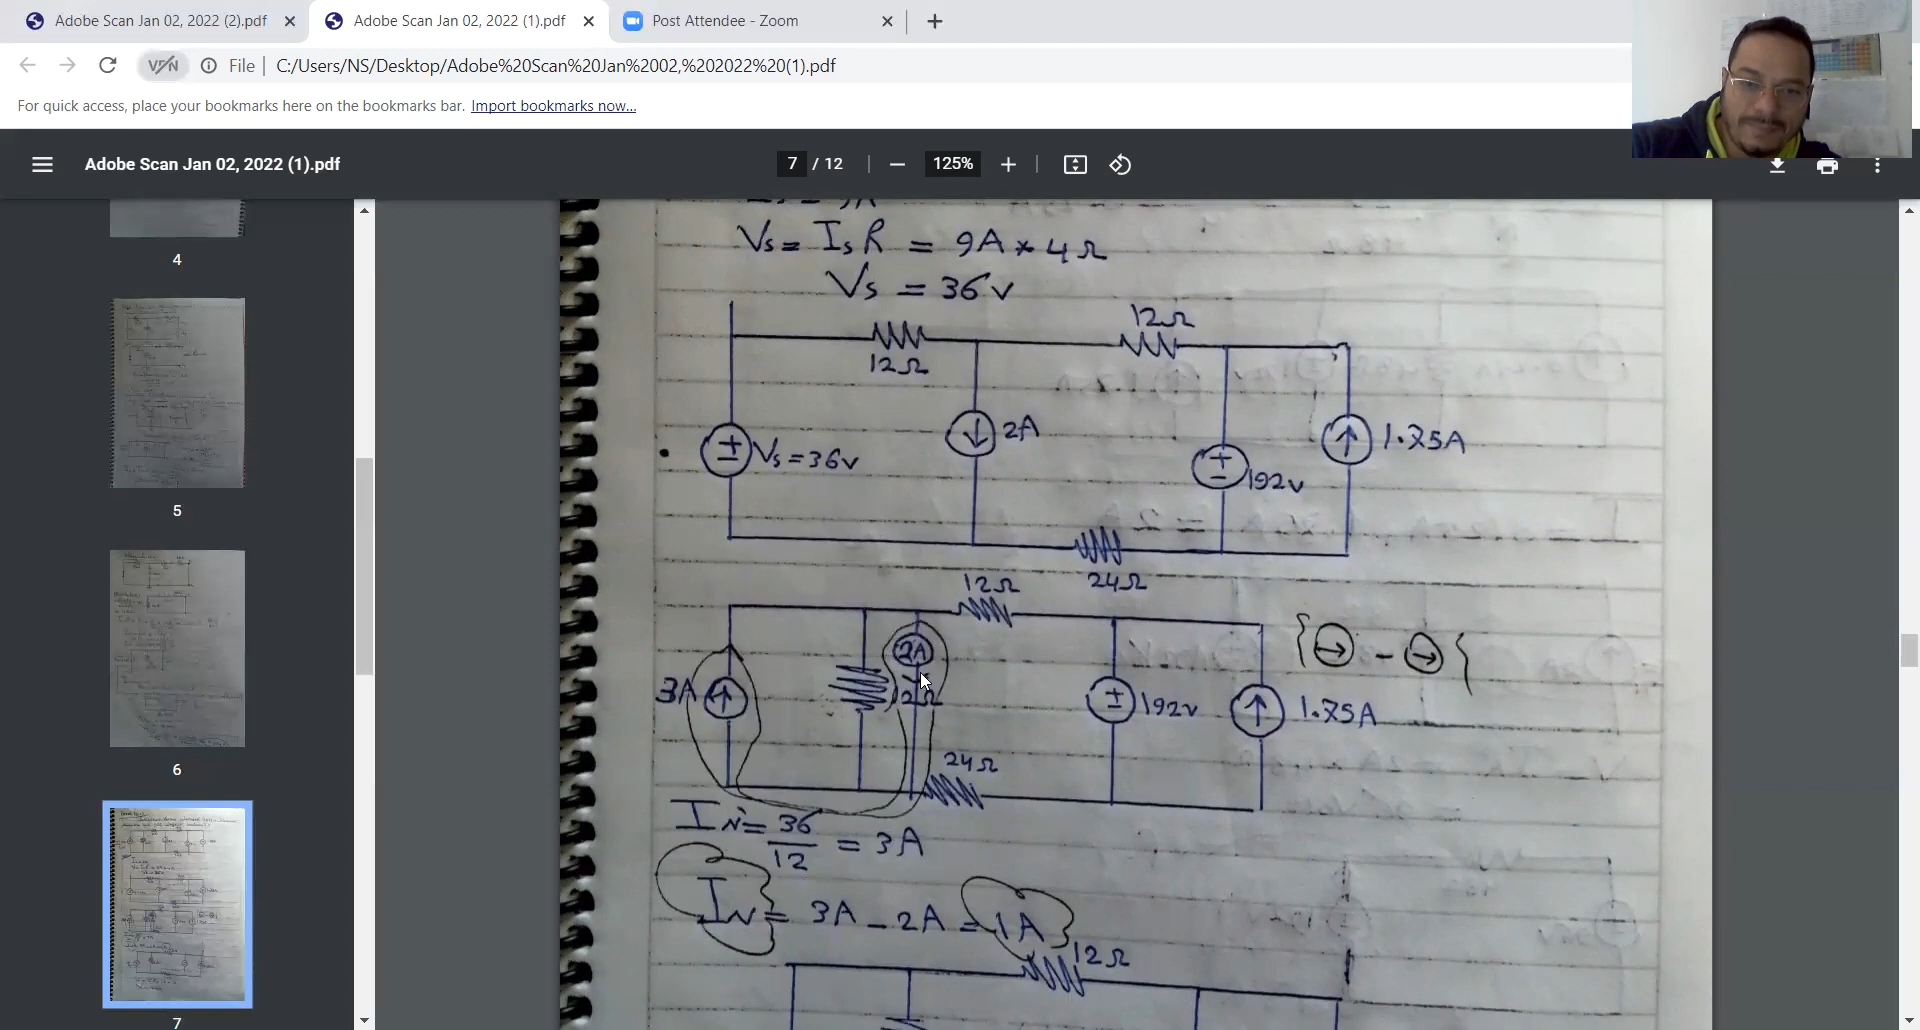 Adobe Scan Jan 02, 2022 (2).pdf
Adobe Scan Jan 02, 2022 (1).pdf
Post Attendee - Zoom
VPN
File
C:/Users/NS/Desktop/Adobe%20Scan%20Jan%2002,%202022%20(1).pdf
For quick access, place your bookmarks here on the bookmarks bar. Import bookmarks now...
Adobe Scan Jan 02, 2022 (1).pdf
7 / 12
125%
4
5
6
7
Vs = Is R = 9A * 4Ω
Vs = 36v
12Ω
12Ω
Vs = 36v
2A
192v
1.75A
24Ω
12Ω
3A
2A
12Ω
192v
1.75A
24Ω
IN = 36/12 = 3A
IN = 3A - 2A = 1A
12Ω